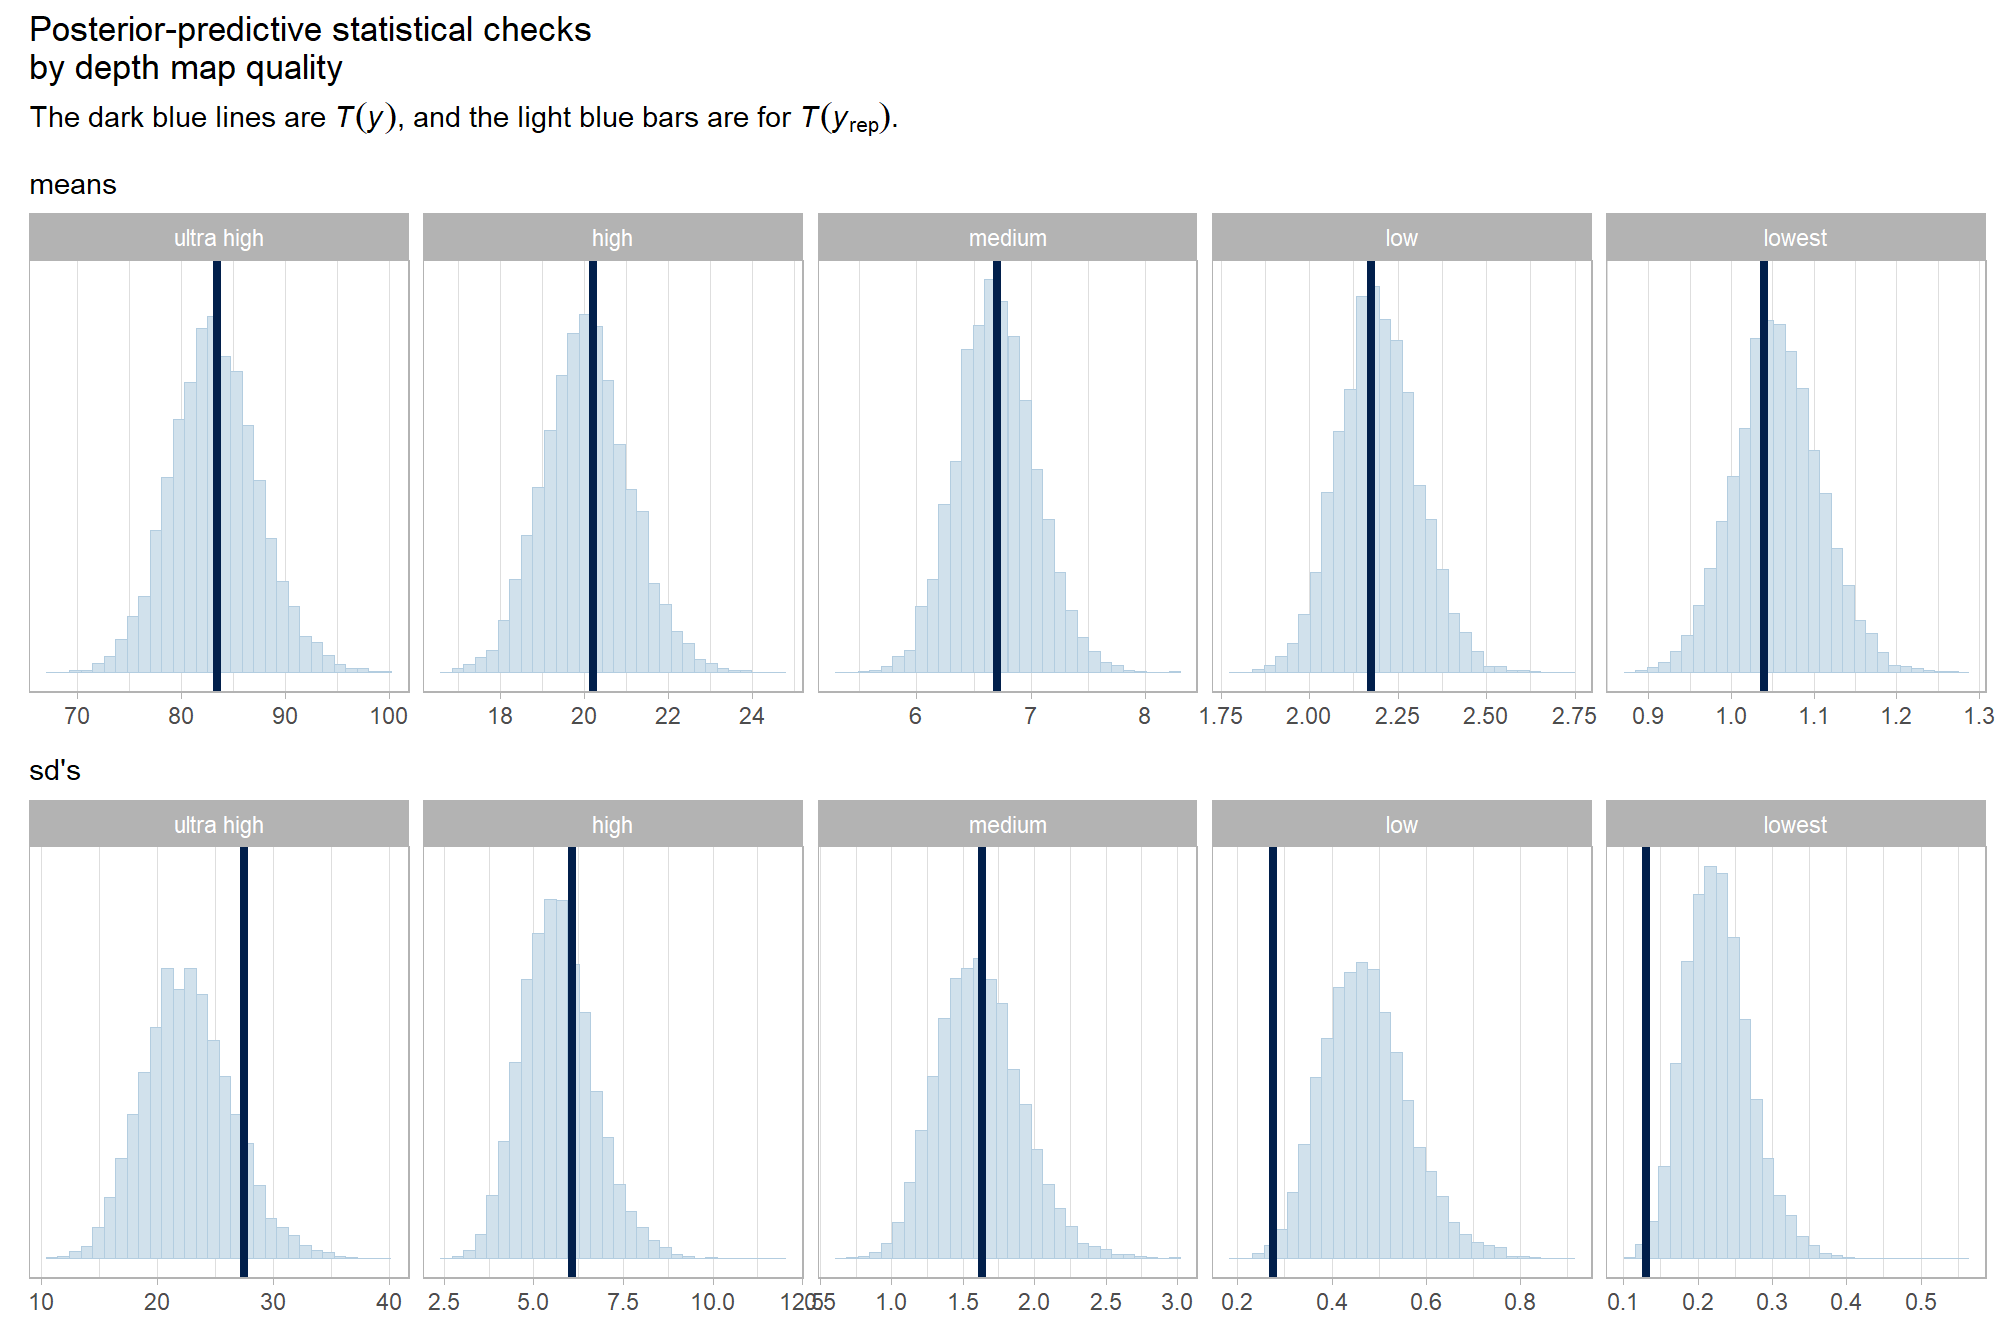 Posterior-predictive statistical checks
by depth map quality
The dark blue lines are T(y), and the light blue bars are for T(y_rep).
means
ultra high high medium low lowest
70 80 90 100 18 20 22 24 6 7 8 1.75 2.00 2.25 2.50 2.75 0.9 1.0 1.1 1.2 1.3
sd's
ultra high high medium low lowest
10 20 30 40 2.5 5.0 7.5 10.0 1.0 1.5 2.0 2.5 3.0 0.2 0.4 0.6 0.8 0.1 0.2 0.3 0.4 0.5